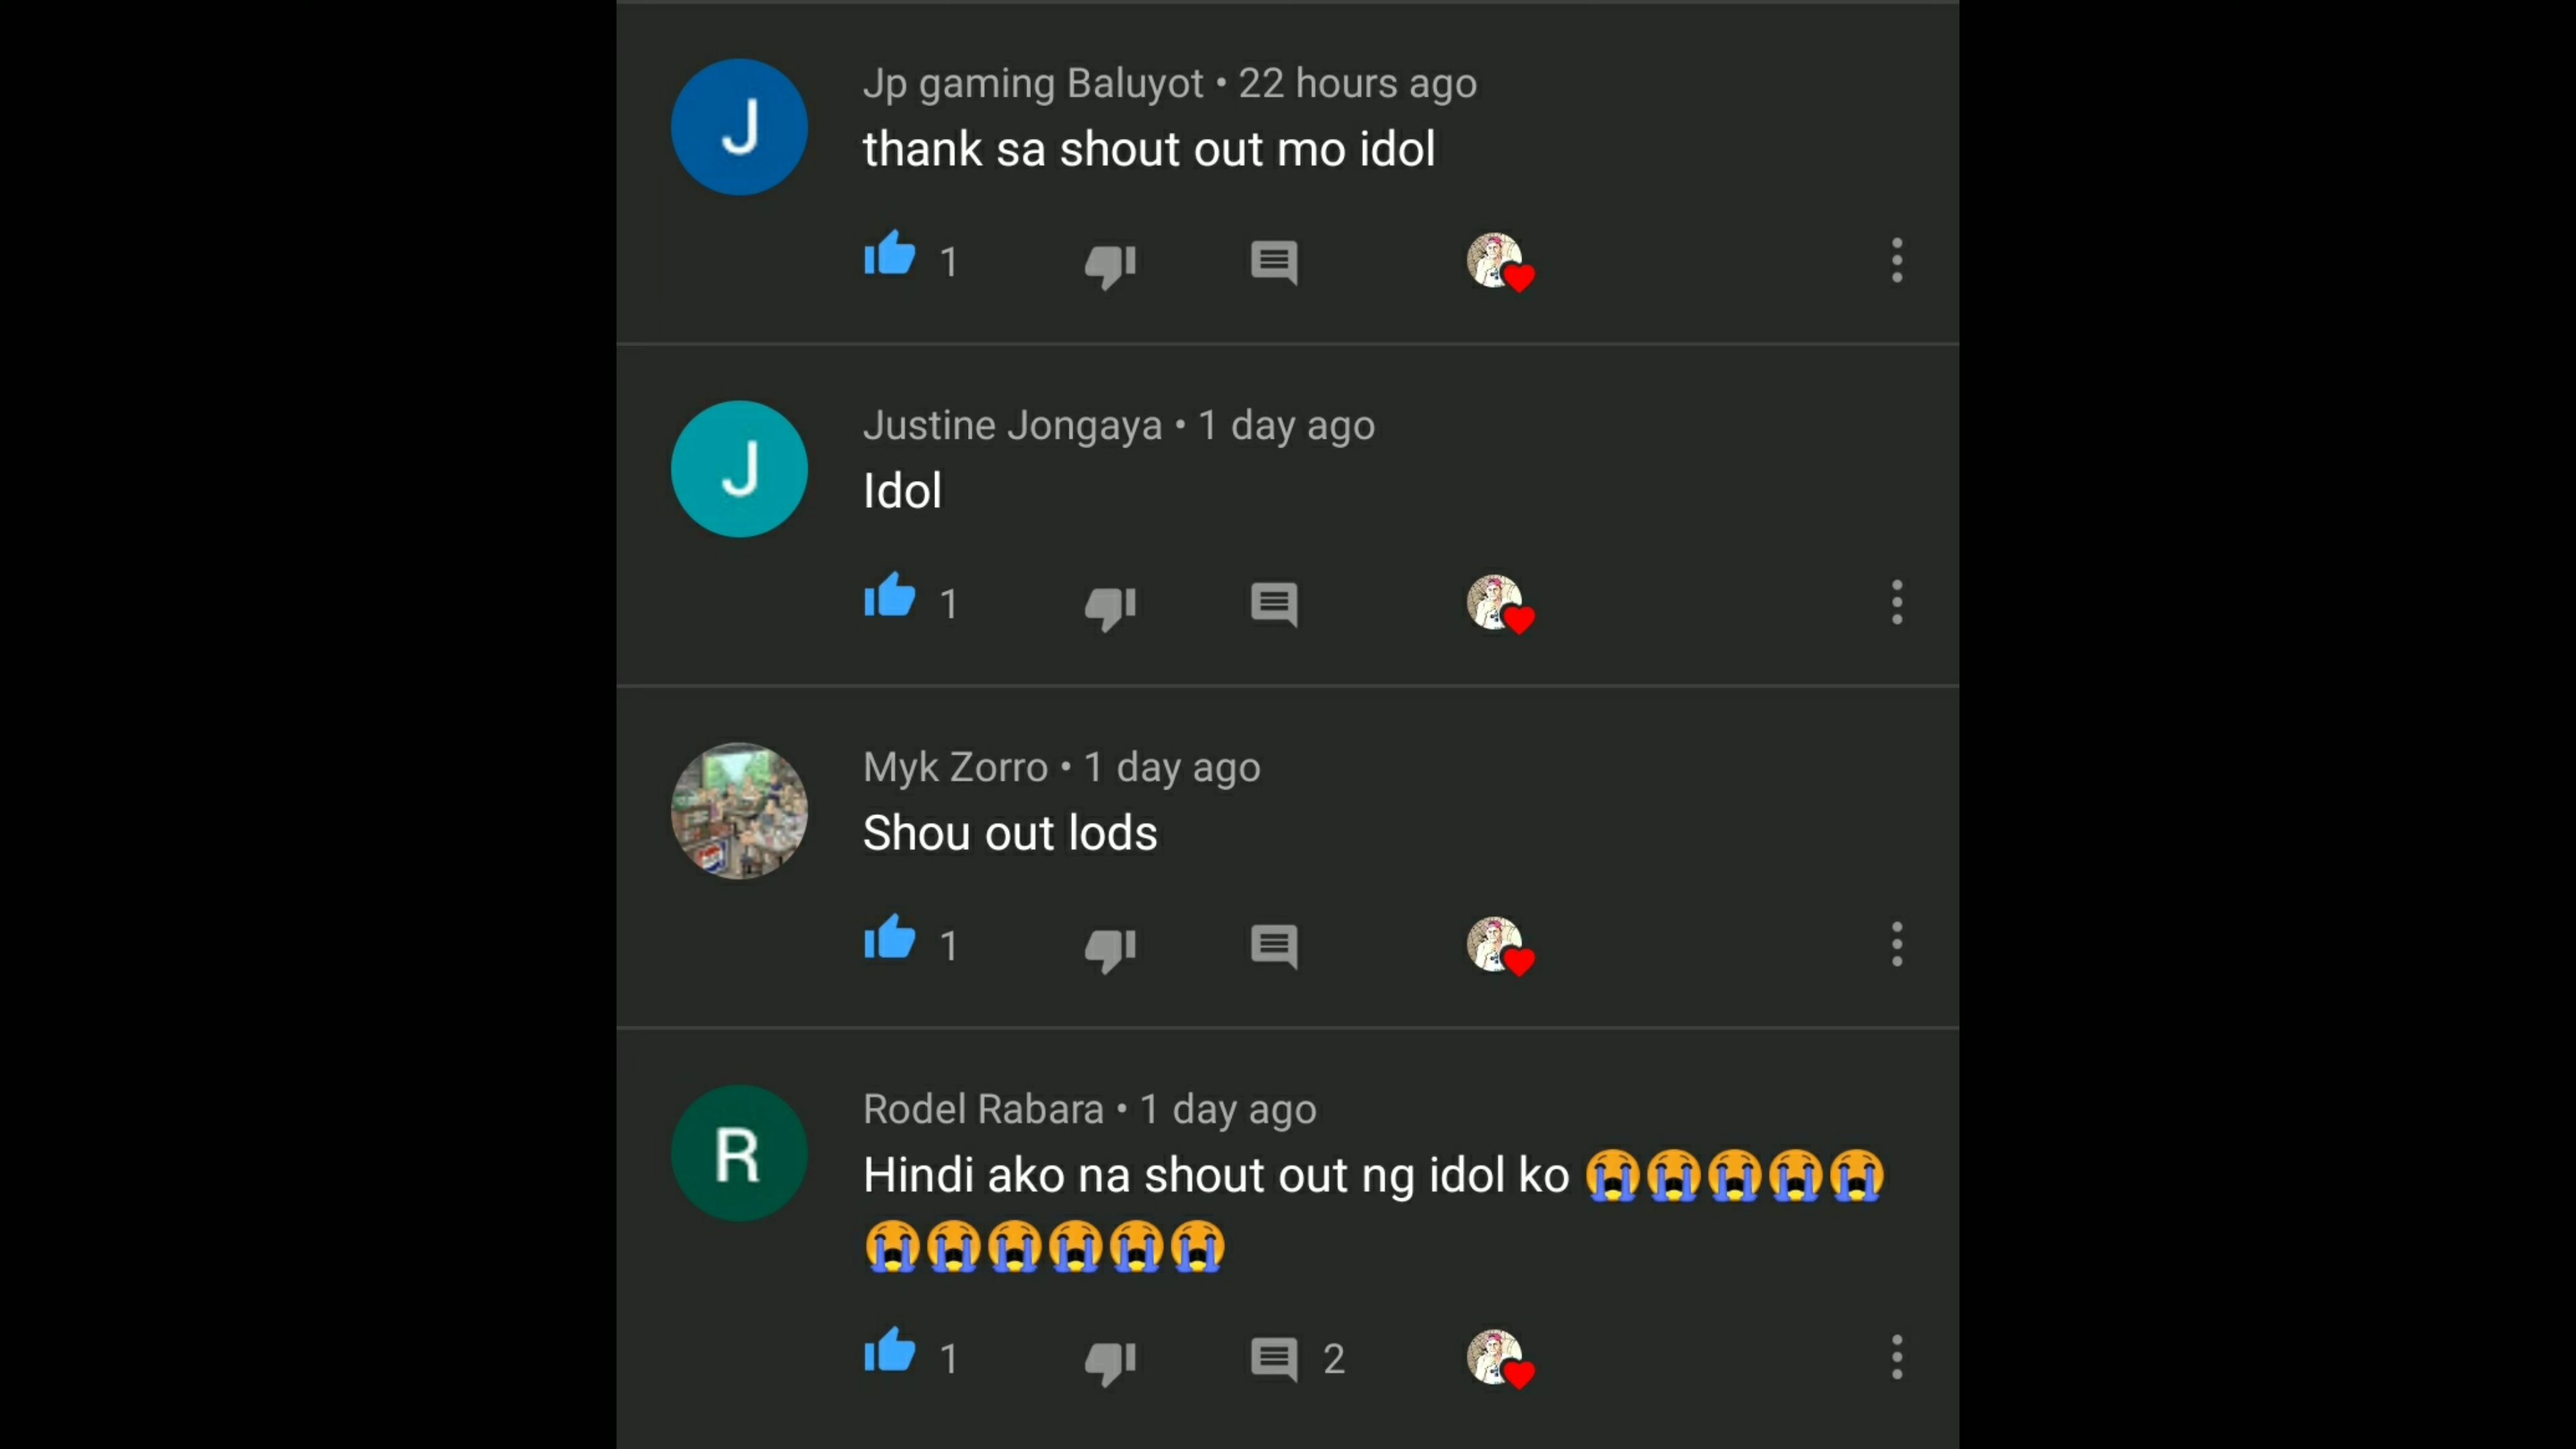 J
Jp gaming Baluyot • 22 hours ago
thank sa shout out mo idol
1
J
Justine Jongaya • 1 day ago
Idol
1
Myk Zorro • 1 day ago
Shou out lods
1
R
Rodel Rabara • 1 day ago
Hindi ako na shout out ng idol ko 😭😭😭😭😭
😭😭😭😭😭😭
1 2